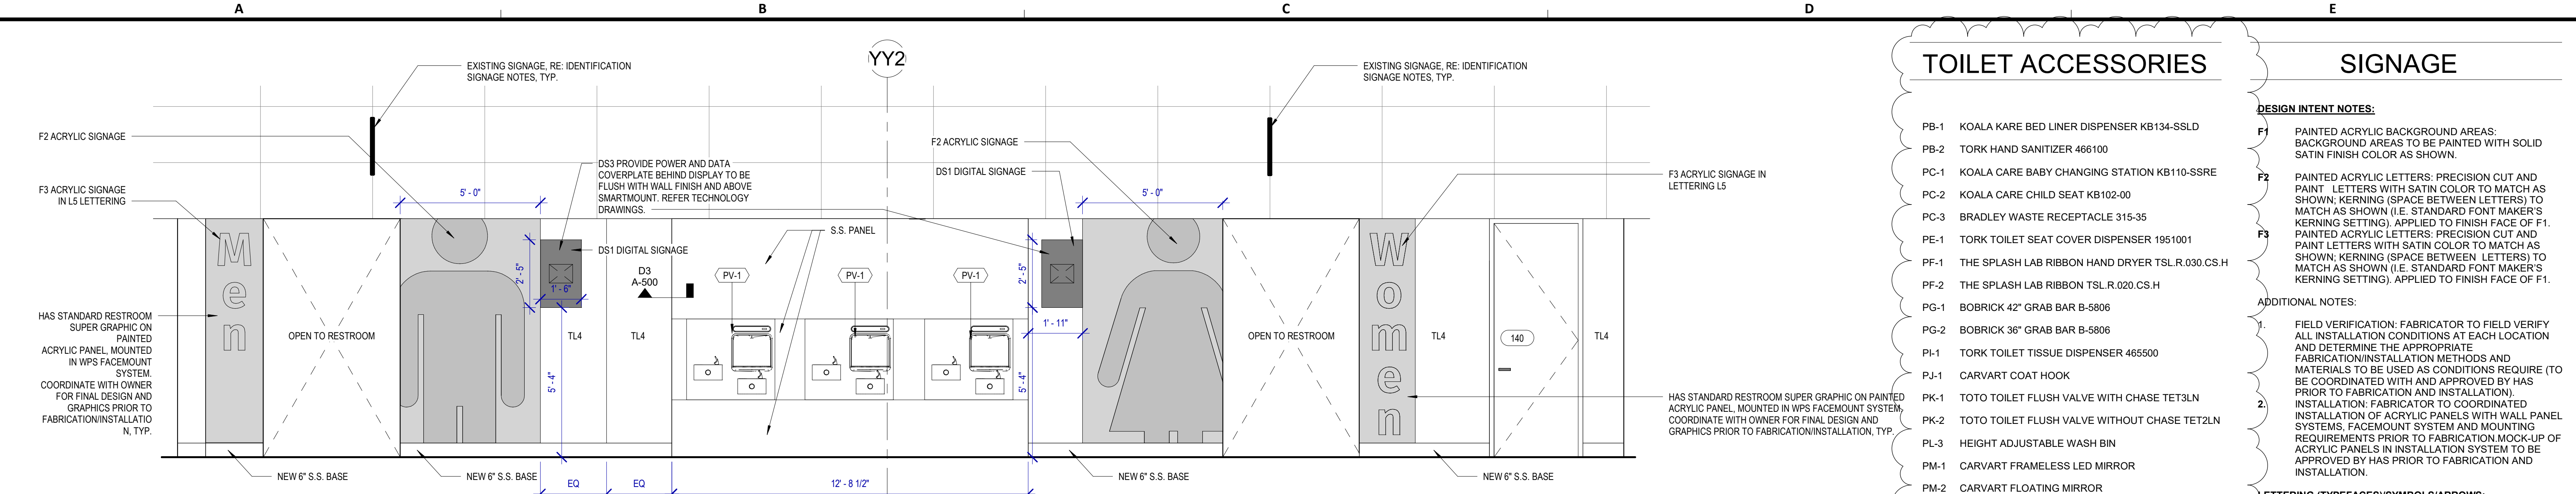 A
B
C
D
E
YY2
EXISTING SIGNAGE, RE: IDENTIFICATION
SIGNAGE NOTES, TYP.
F2 ACRYLIC SIGNAGE
F3 ACRYLIC SIGNAGE
IN L5 LETTERING
HAS STANDARD RESTROOM
SUPER GRAPHIC ON
PAINTED
ACRYLIC PANEL, MOUNTED
IN WPS FACEMOUNT
SYSTEM.
COORDINATE WITH OWNER
FOR FINAL DESIGN AND
GRAPHICS PRIOR TO
FABRICATION/INSTALLATIO
N, TYP.
Men
OPEN TO RESTROOM
5' - 0"
DS3 PROVIDE POWER AND DATA
COVERPLATE BEHIND DISPLAY TO BE
FLUSH WITH WALL FINISH AND ABOVE
SMARTMOUNT. REFER TECHNOLOGY
DRAWINGS.
DS1 DIGITAL SIGNAGE
2' - 5"
1' - 6"
5' - 4"
D3
A-500
TL4
TL4
S.S. PANEL
PV-1
PV-1
PV-1
EXISTING SIGNAGE, RE: IDENTIFICATION
SIGNAGE NOTES, TYP.
F2 ACRYLIC SIGNAGE
DS1 DIGITAL SIGNAGE
5' - 0"
2' - 5"
1' - 11"
5' - 4"
OPEN TO RESTROOM
Women
TL4
140
TL4
F3 ACRYLIC SIGNAGE IN
LETTERING L5
HAS STANDARD RESTROOM SUPER GRAPHIC ON PAINTED
ACRYLIC PANEL, MOUNTED IN WPS FACEMOUNT SYSTEM.
COORDINATE WITH OWNER FOR FINAL DESIGN AND
GRAPHICS PRIOR TO FABRICATION/INSTALLATION, TYP.
NEW 6" S.S. BASE
NEW 6" S.S. BASE
EQ
EQ
12' - 8 1/2"
NEW 6" S.S. BASE
NEW 6" S.S. BASE
TOILET ACCESSORIES
PB-1 KOALA KARE BED LINER DISPENSER KB134-SSLD
PB-2 TORK HAND SANITIZER 466100
PC-1 KOALA CARE BABY CHANGING STATION KB110-SSRE
PC-2 KOALA CARE CHILD SEAT KB102-00
PC-3 BRADLEY WASTE RECEPTACLE 315-35
PE-1 TORK TOILET SEAT COVER DISPENSER 1951001
PF-1 THE SPLASH LAB RIBBON HAND DRYER TSL.R.030.CS.H
PF-2 THE SPLASH LAB RIBBON TSL.R.020.CS.H
PG-1 BOBRICK 42" GRAB BAR B-5806
PG-2 BOBRICK 36" GRAB BAR B-5806
PI-1 TORK TOILET TISSUE DISPENSER 465500
PJ-1 CARVART COAT HOOK
PK-1 TOTO TOILET FLUSH VALVE WITH CHASE TET3LN
PK-2 TOTO TOILET FLUSH VALVE WITHOUT CHASE TET2LN
PL-3 HEIGHT ADJUSTABLE WASH BIN
PM-1 CARVART FRAMELESS LED MIRROR
PM-2 CARVART FLOATING MIRROR
SIGNAGE
DESIGN INTENT NOTES:
F1 PAINTED ACRYLIC BACKGROUND AREAS:
BACKGROUND AREAS TO BE PAINTED WITH SOLID
SATIN FINISH COLOR AS SHOWN.
F2 PAINTED ACRYLIC LETTERS: PRECISION CUT AND
PAINT LETTERS WITH SATIN COLOR TO MATCH AS
SHOWN; KERNING (SPACE BETWEEN LETTERS) TO
MATCH AS SHOWN (I.E. STANDARD FONT MAKER'S
KERNING SETTING). APPLIED TO FINISH FACE OF F1.
F3 PAINTED ACRYLIC LETTERS: PRECISION CUT AND
PAINT LETTERS WITH SATIN COLOR TO MATCH AS
SHOWN; KERNING (SPACE BETWEEN LETTERS) TO
MATCH AS SHOWN (I.E. STANDARD FONT MAKER'S
KERNING SETTING). APPLIED TO FINISH FACE OF F1.
ADDITIONAL NOTES:
1. FIELD VERIFICATION: FABRICATOR TO FIELD VERIFY
ALL INSTALLATION CONDITIONS AT EACH LOCATION
AND DETERMINE THE APPROPRIATE
FABRICATION/INSTALLATION METHODS AND
MATERIALS TO BE USED AS CONDITIONS REQUIRE (TO
BE COORDINATED WITH AND APPROVED BY HAS
PRIOR TO FABRICATION AND INSTALLATION).
2. INSTALLATION: FABRICATOR TO COORDINATED
INSTALLATION OF ACRYLIC PANELS WITH WALL PANEL
SYSTEMS, FACEMOUNT SYSTEM AND MOUNTING
REQUIREMENTS PRIOR TO FABRICATION.MOCK-UP OF
ACRYLIC PANELS IN INSTALLATION SYSTEM TO BE
APPROVED BY HAS PRIOR TO FABRICATION AND
INSTALLATION.
LETTERING (TYPEFACES)/SYMBOLS/ARROWS: